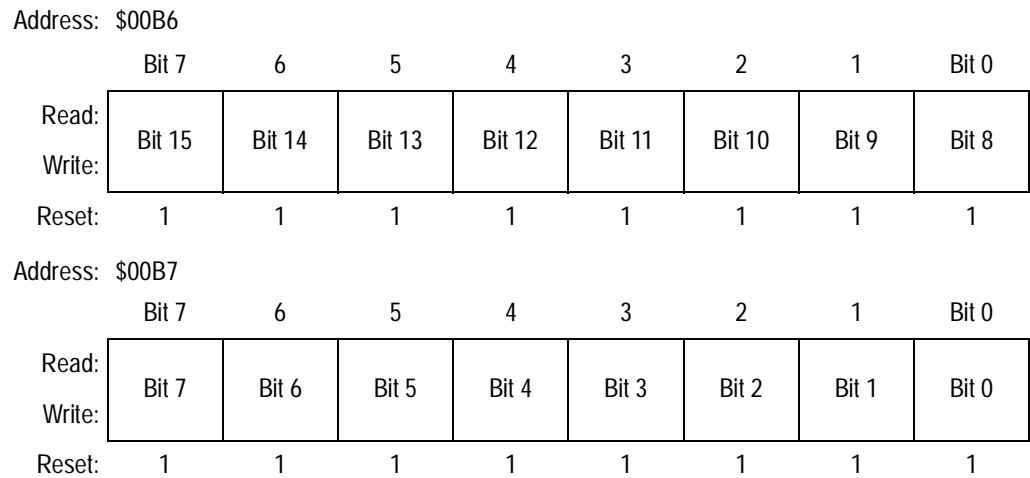 Address: $00B6
Bit 7 6 5 4 3 2 1 Bit 0
Read:
Bit 15 Bit 14 Bit 13 Bit 12 Bit 11 Bit 10 Bit 9 Bit 8
Write:
Reset: 1 1 1 1 1 1 1 1
Address: $00B7
Bit 7 6 5 4 3 2 1 Bit 0
Read:
Bit 7 Bit 6 Bit 5 Bit 4 Bit 3 Bit 2 Bit 1 Bit 0
Write:
Reset: 1 1 1 1 1 1 1 1